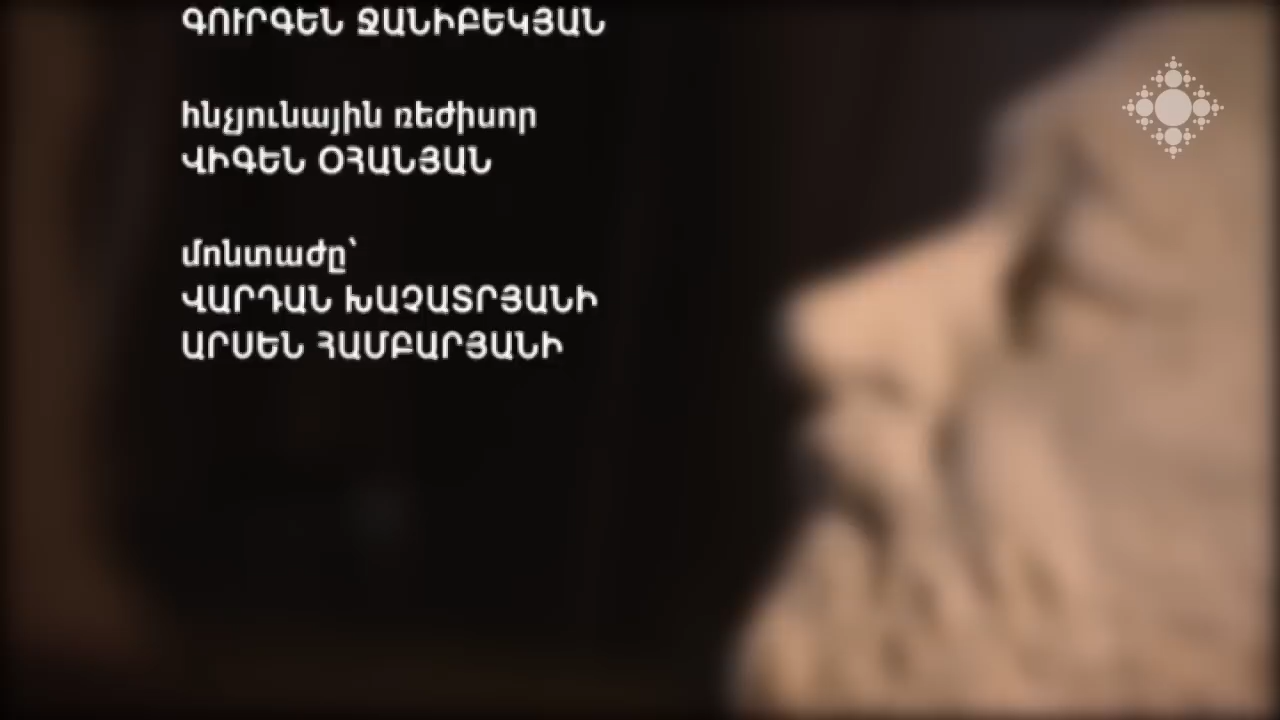 ԳՈՒՐԳԵՆ ՋԱՆԻԲԵԿՅԱՆ
հնչյունային ռեժիսոր
ՎԻԳԵՆ ՕՀԱՆՅԱՆ
մոնտաժը՝
ՎԱՐԴԱՆ ԽԱՉԱՏՐՅԱՆԻ
ԱՐՍԵՆ ՀԱՄԲԱՐՅԱՆԻ